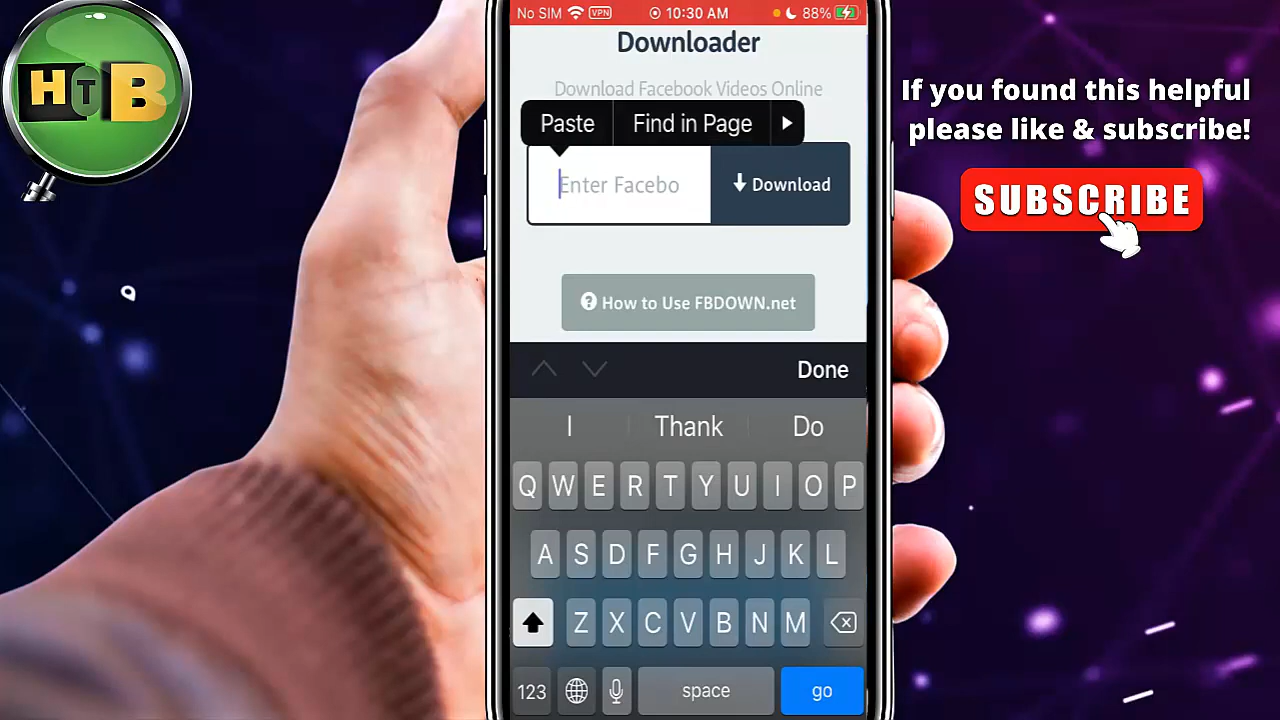 HTB
If you found this helpful
please like & subscribe!
SUBSCRIBE
No SIM VPN 10:30 AM 88%
Downloader
Download Facebook Videos Online
Paste Find in Page
Enter Facebo Download
How to Use FBDOWN.net
Done
I Thank Do
Q W E R T Y U I O P
A S D F G H J K L
Z X C V B N M
123 space go